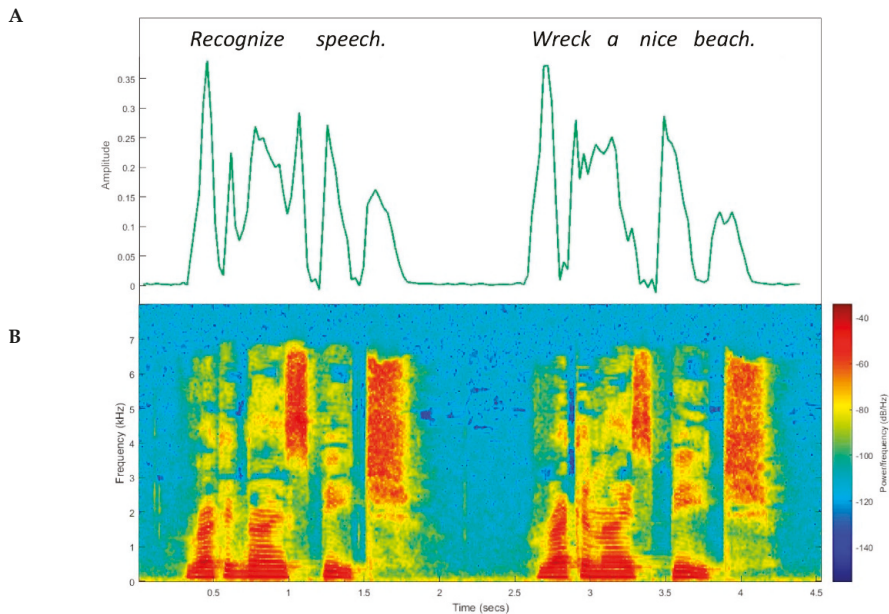 A
Recognize speech. Wreck a nice beach.
0.35
0.3
0.25
0.2
0.15
0.1
0.05
0
Amplitude
B
7
6
5
4
3
2
1
0
Frequency (kHz)
0.5 1 1.5 2 2.5 3 3.5 4 4.5
Time (secs)
-40
-60
-80
-100
-120
-140
Power/frequency (dB/Hz)